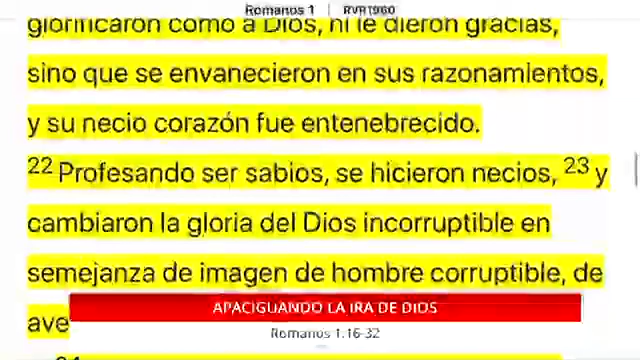 Romanos 1 | RVR1960
glorificaron como a Dios, ni le dieron gracias,
sino que se envanecieron en sus razonamientos,
y su necio corazón fue entenebrecido.
22 Profesando ser sabios, se hicieron necios, 23 y
cambiaron la gloria del Dios incorruptible en
semejanza de imagen de hombre corruptible, de
ave
APACIGUANDO LA IRA DE DIOS
Romanos 1.16-32